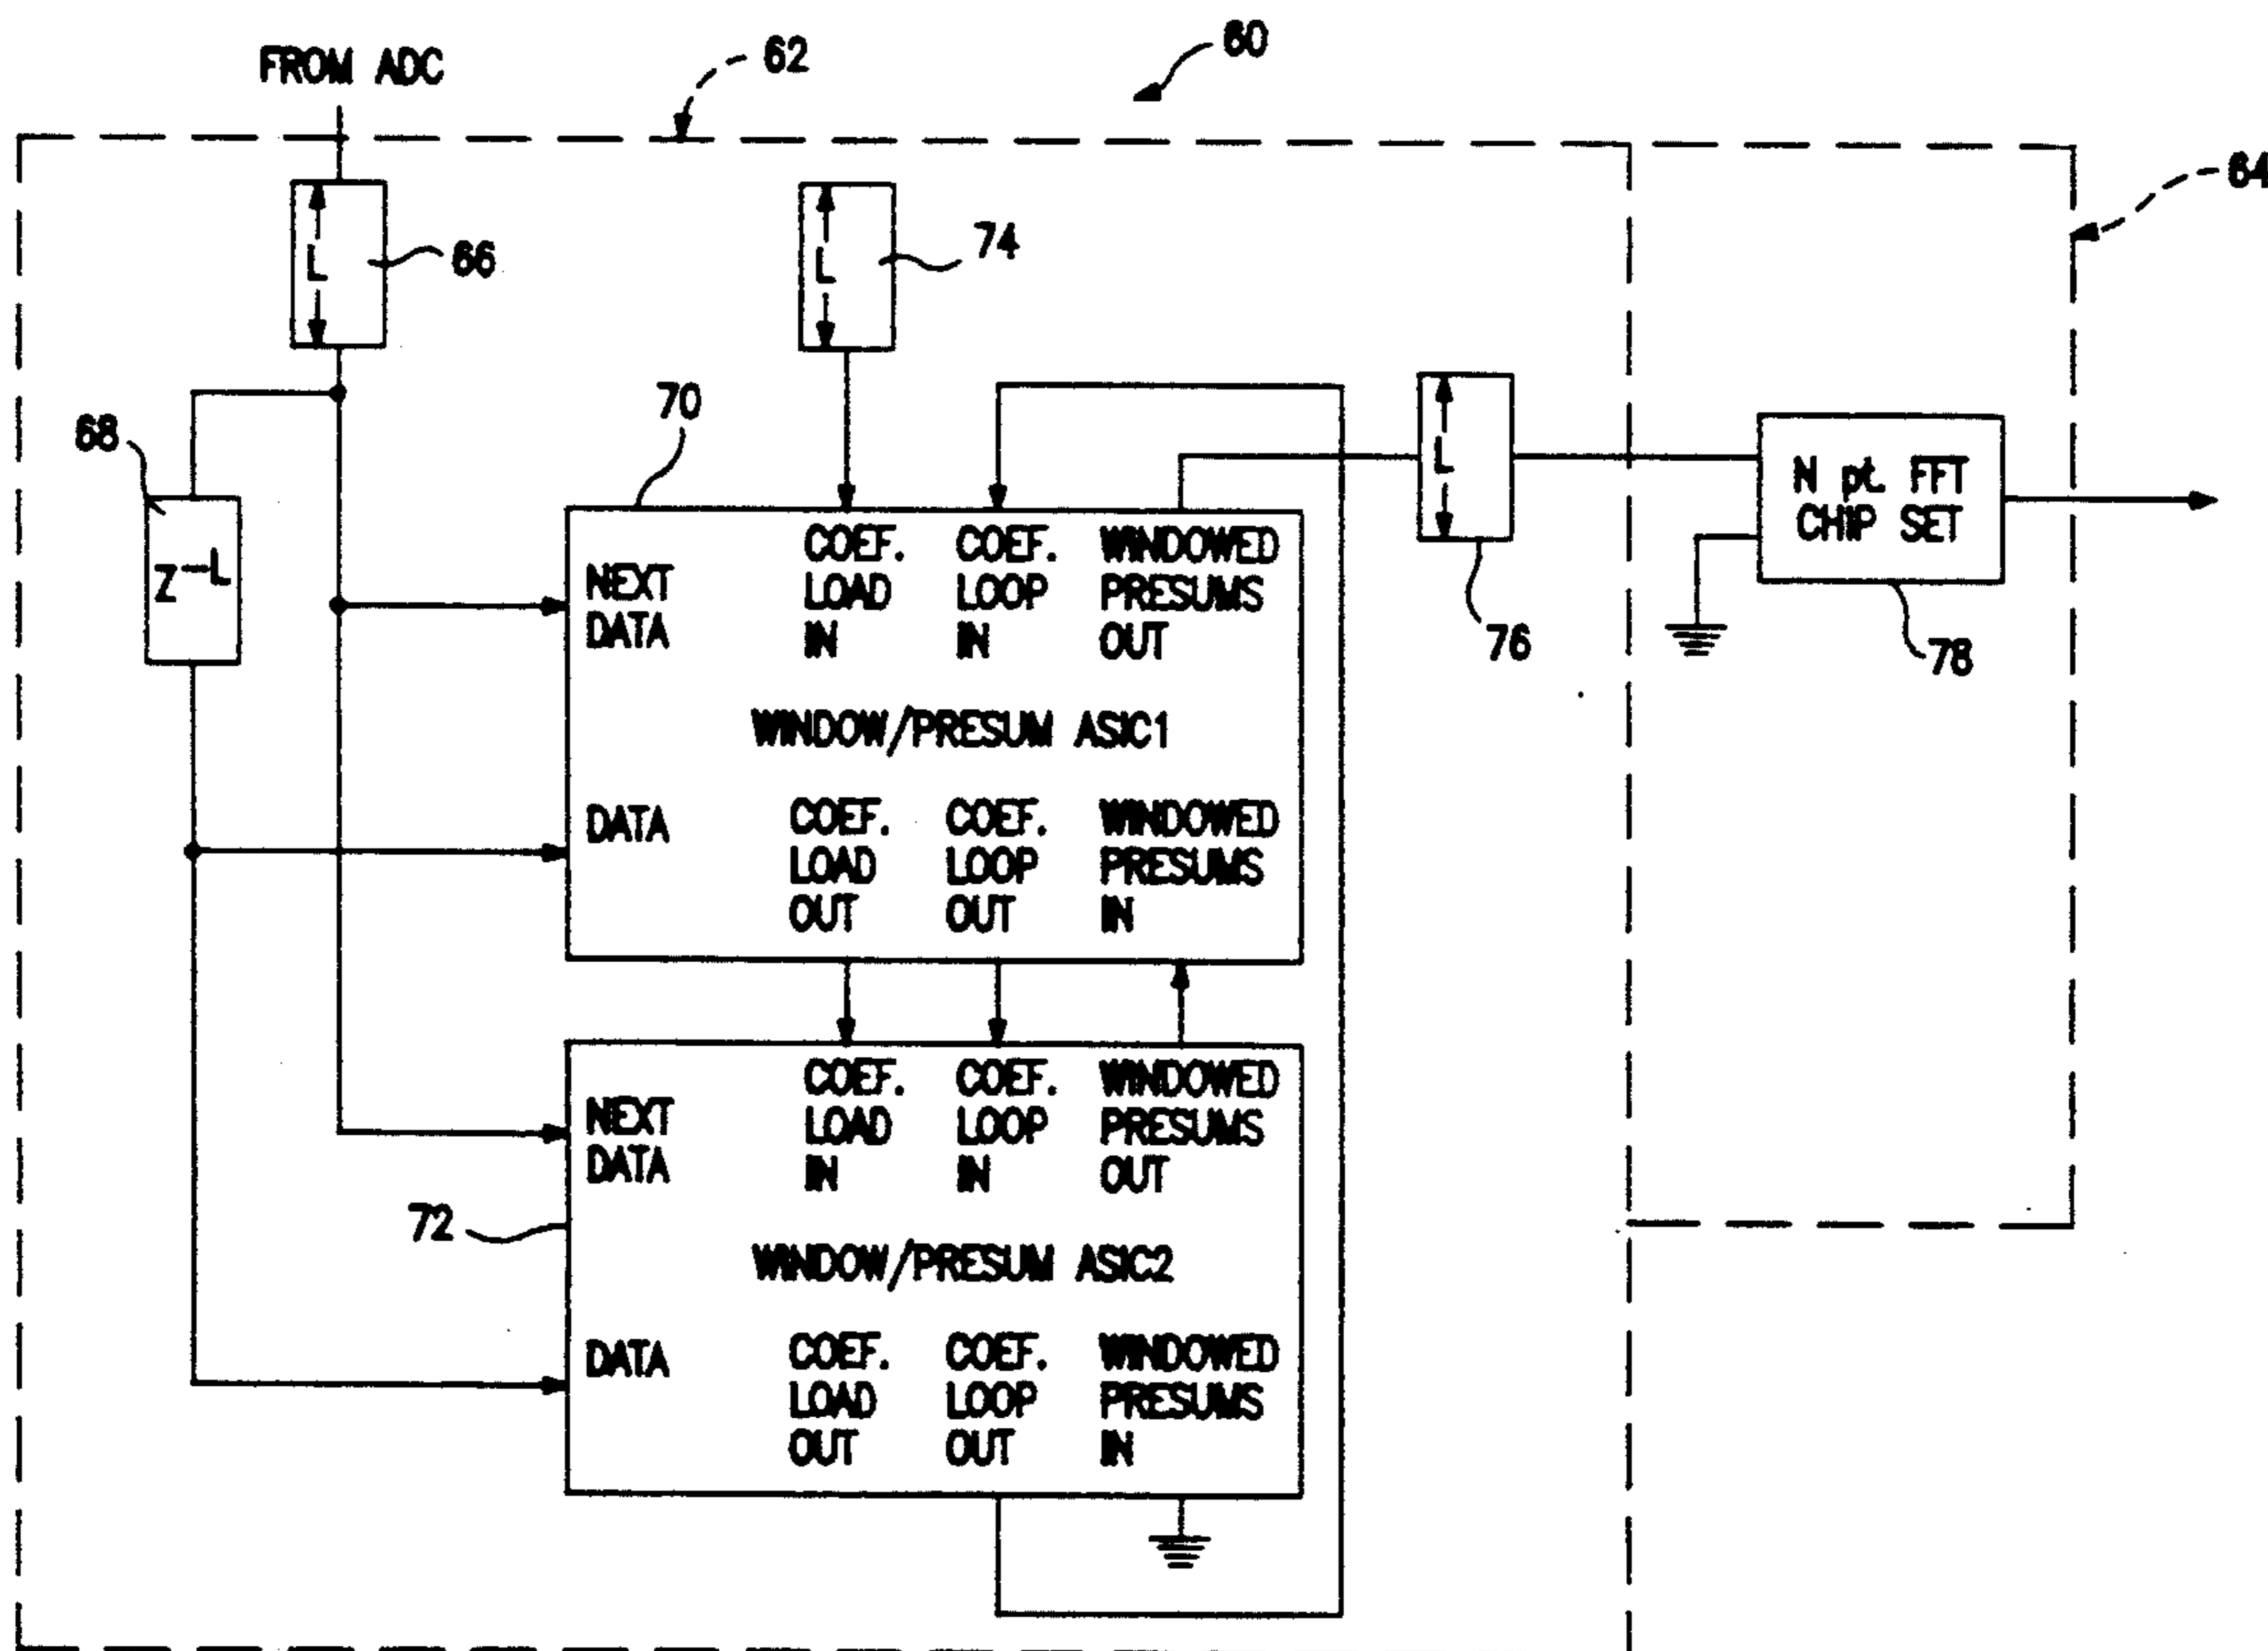 FROM ADC
62
60
64
L
66
L
74
68
Z⁻ᴸ
70
L
76
N pt. FFT
CHIP SET
78
NEXT
DATA
COEF.
LOAD
IN
COEF.
LOOP
IN
WINDOWED
PRESUMS
OUT
WINDOW/PRESUM ASIC1
DATA
COEF.
LOAD
OUT
COEF.
LOOP
OUT
WINDOWED
PRESUMS
IN
72
NEXT
DATA
COEF.
LOAD
IN
COEF.
LOOP
IN
WINDOWED
PRESUMS
OUT
WINDOW/PRESUM ASIC2
DATA
COEF.
LOAD
OUT
COEF.
LOOP
OUT
WINDOWED
PRESUMS
IN